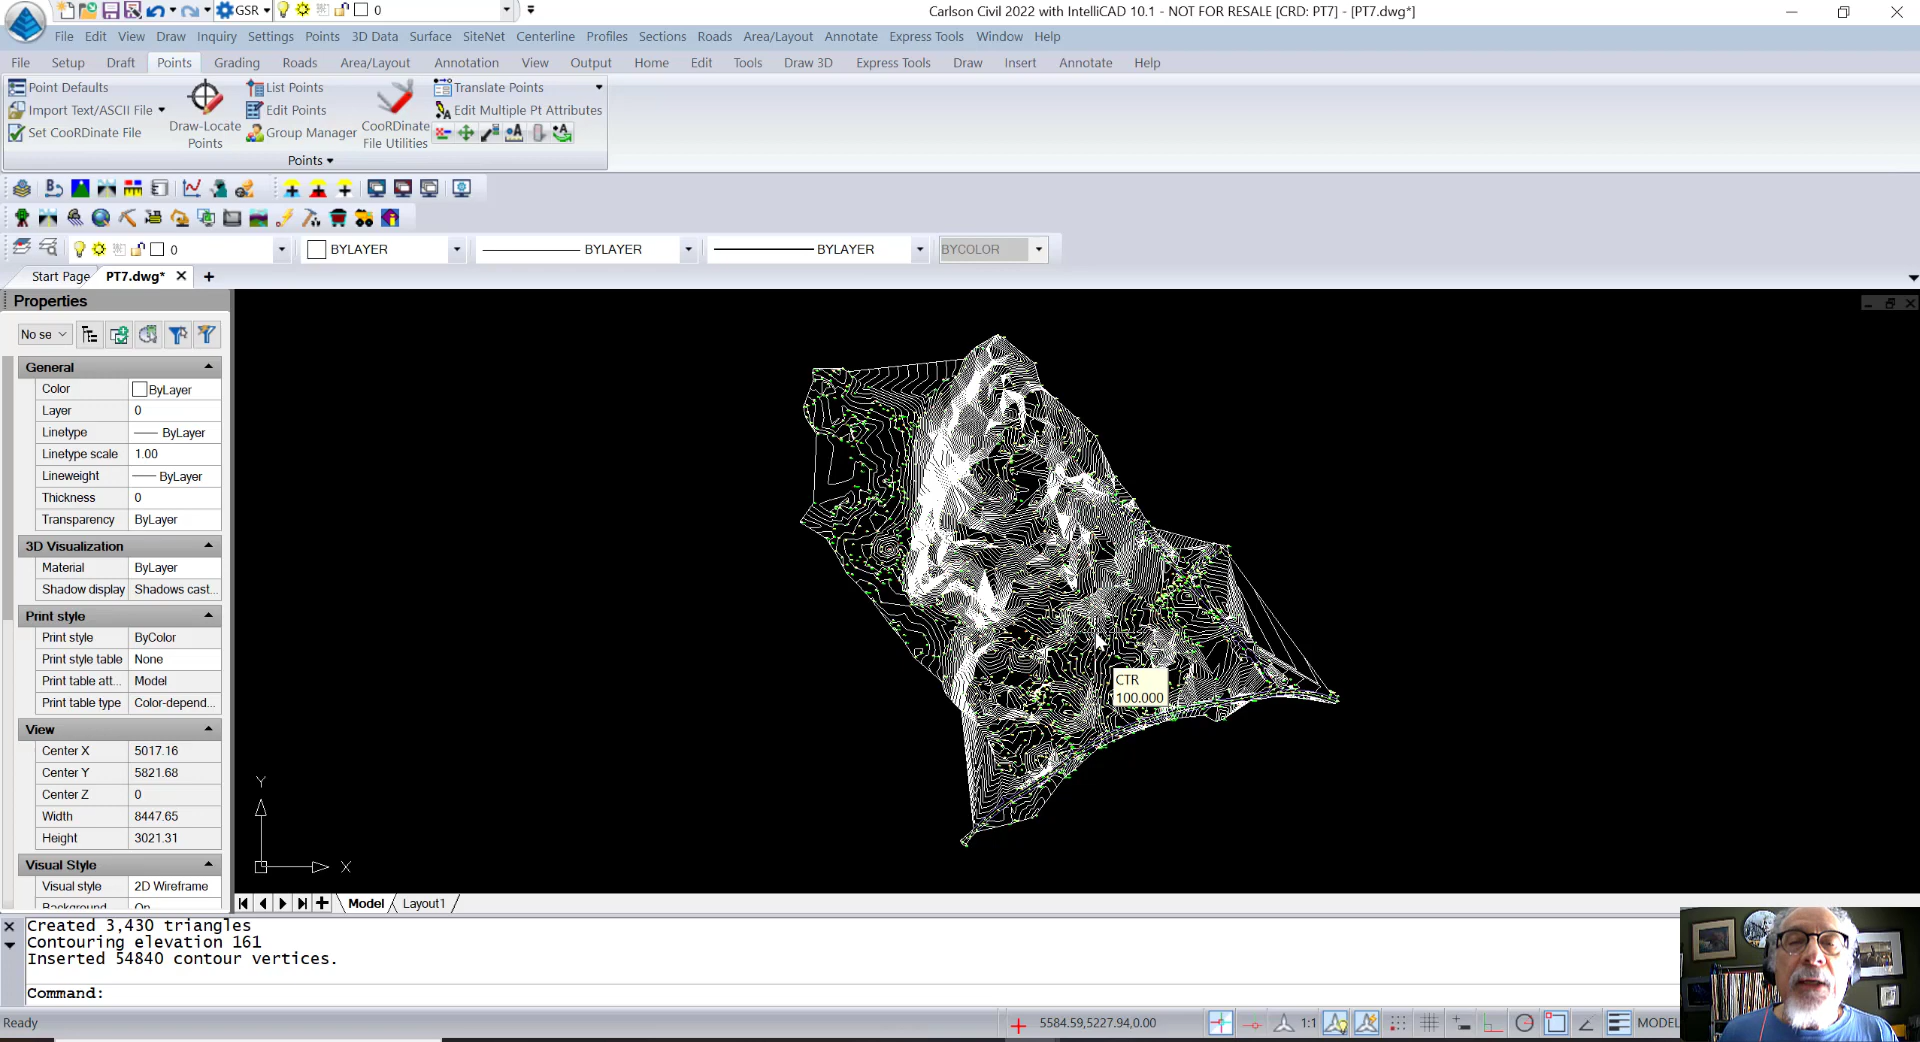 GSR
0
Carlson Civil 2022 with IntelliCAD 10.1 - NOT FOR RESALE [CRD: PT7] - [PT7.dwg*]
File Edit View Draw Inquiry Settings Points 3D Data Surface SiteNet Centerline Profiles Sections Roads Area/Layout Annotate Express Tools Window Help
File Setup Draft Points Grading Roads Area/Layout Annotation View Output Home Edit Tools Draw 3D Express Tools Draw Insert Annotate Help
Point Defaults
Import Text/ASCII File
Set CooRDinate File
Draw-Locate
Points
List Points
Edit Points
Group Manager
CooRDinate
File Utilities
Translate Points
Edit Multiple Pt Attributes
Points
0 BYLAYER BYLAYER BYLAYER BYCOLOR
Start Page PT7.dwg*
Properties
No se
General
Color ByLayer
Layer 0
Linetype ByLayer
Linetype scale 1.00
Lineweight ByLayer
Thickness 0
Transparency ByLayer
3D Visualization
Material ByLayer
Shadow display Shadows cast...
Print style
Print style ByColor
Print style table None
Print table att... Model
Print table type Color-depend...
View
Center X 5017.16
Center Y 5821.68
Center Z 0
Width 8447.65
Height 3021.31
Visual Style
Visual style 2D Wireframe
Background On
CTR
100.000
Y
X
Model Layout1
Created 3,430 triangles
Contouring elevation 161
Inserted 54840 contour vertices.
Command:
Ready
5584.59,5227.94,0.00
1:1
MODEL